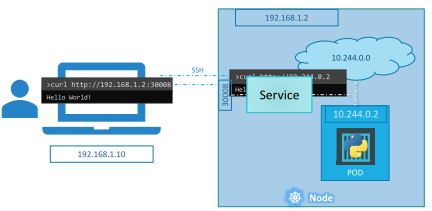 192.168.1.2
10.244.0.0
SSH
>curl http://192.168.1.2:30008
Hello World!
>curl http://10.244.0.2
Hel
30008
Service
10.244.0.2
POD
192.168.1.10
Node